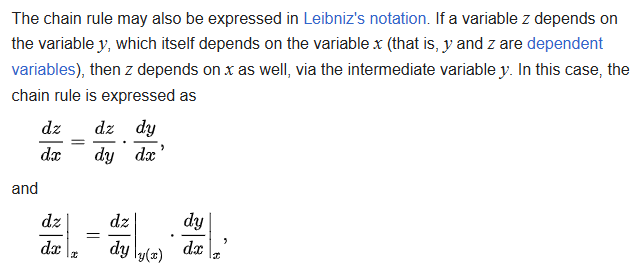 The chain rule may also be expressed in Leibniz's notation. If a variable z depends on
the variable y, which itself depends on the variable x (that is, y and z are dependent
variables), then z depends on x as well, via the intermediate variable y. In this case, the
chain rule is expressed as
dz/dx = dz/dy · dy/dx,
and
dz/dx|_x = dz/dy|_{y(x)} · dy/dx|_x,